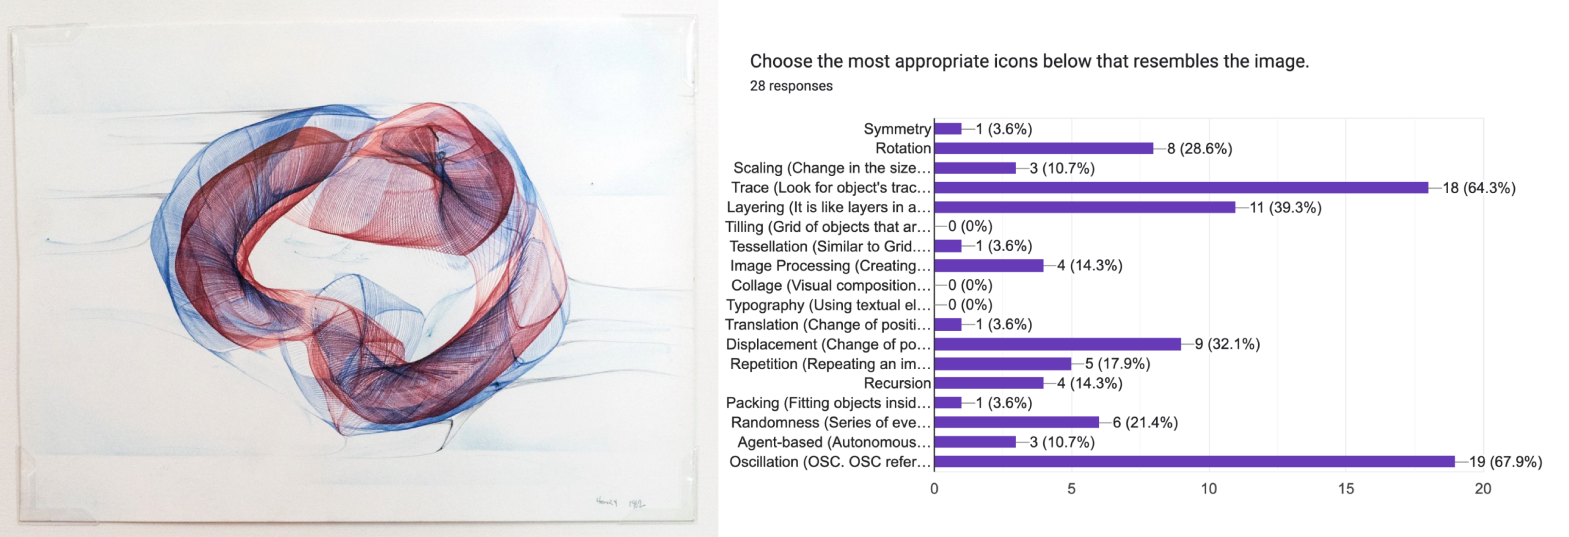 Henry 1962
Choose the most appropriate icons below that resembles the image.
28 responses
Symmetry 1 (3.6%)
Rotation 8 (28.6%)
Scaling (Change in the size... 3 (10.7%)
Trace (Look for object's trac... 18 (64.3%)
Layering (It is like layers in a... 11 (39.3%)
Tilling (Grid of objects that ar... 0 (0%)
Tessellation (Similar to Grid.... 1 (3.6%)
Image Processing (Creating... 4 (14.3%)
Collage (Visual composition... 0 (0%)
Typography (Using textual el... 0 (0%)
Translation (Change of positi... 1 (3.6%)
Displacement (Change of po... 9 (32.1%)
Repetition (Repeating an im... 5 (17.9%)
Recursion 4 (14.3%)
Packing (Fitting objects insid... 1 (3.6%)
Randomness (Series of eve... 6 (21.4%)
Agent-based (Autonomous... 3 (10.7%)
Oscillation (OSC. OSC refer... 19 (67.9%)
0 5 10 15 20